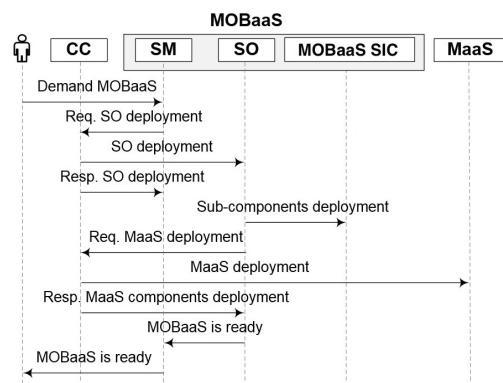 MOBaaS
CC SM SO MOBaaS SIC MaaS
Demand MOBaaS
Req. SO deployment
SO deployment
Resp. SO deployment
Sub-components deployment
Req. MaaS deployment
MaaS deployment
Resp. MaaS components deployment
MOBaaS is ready
MOBaaS is ready